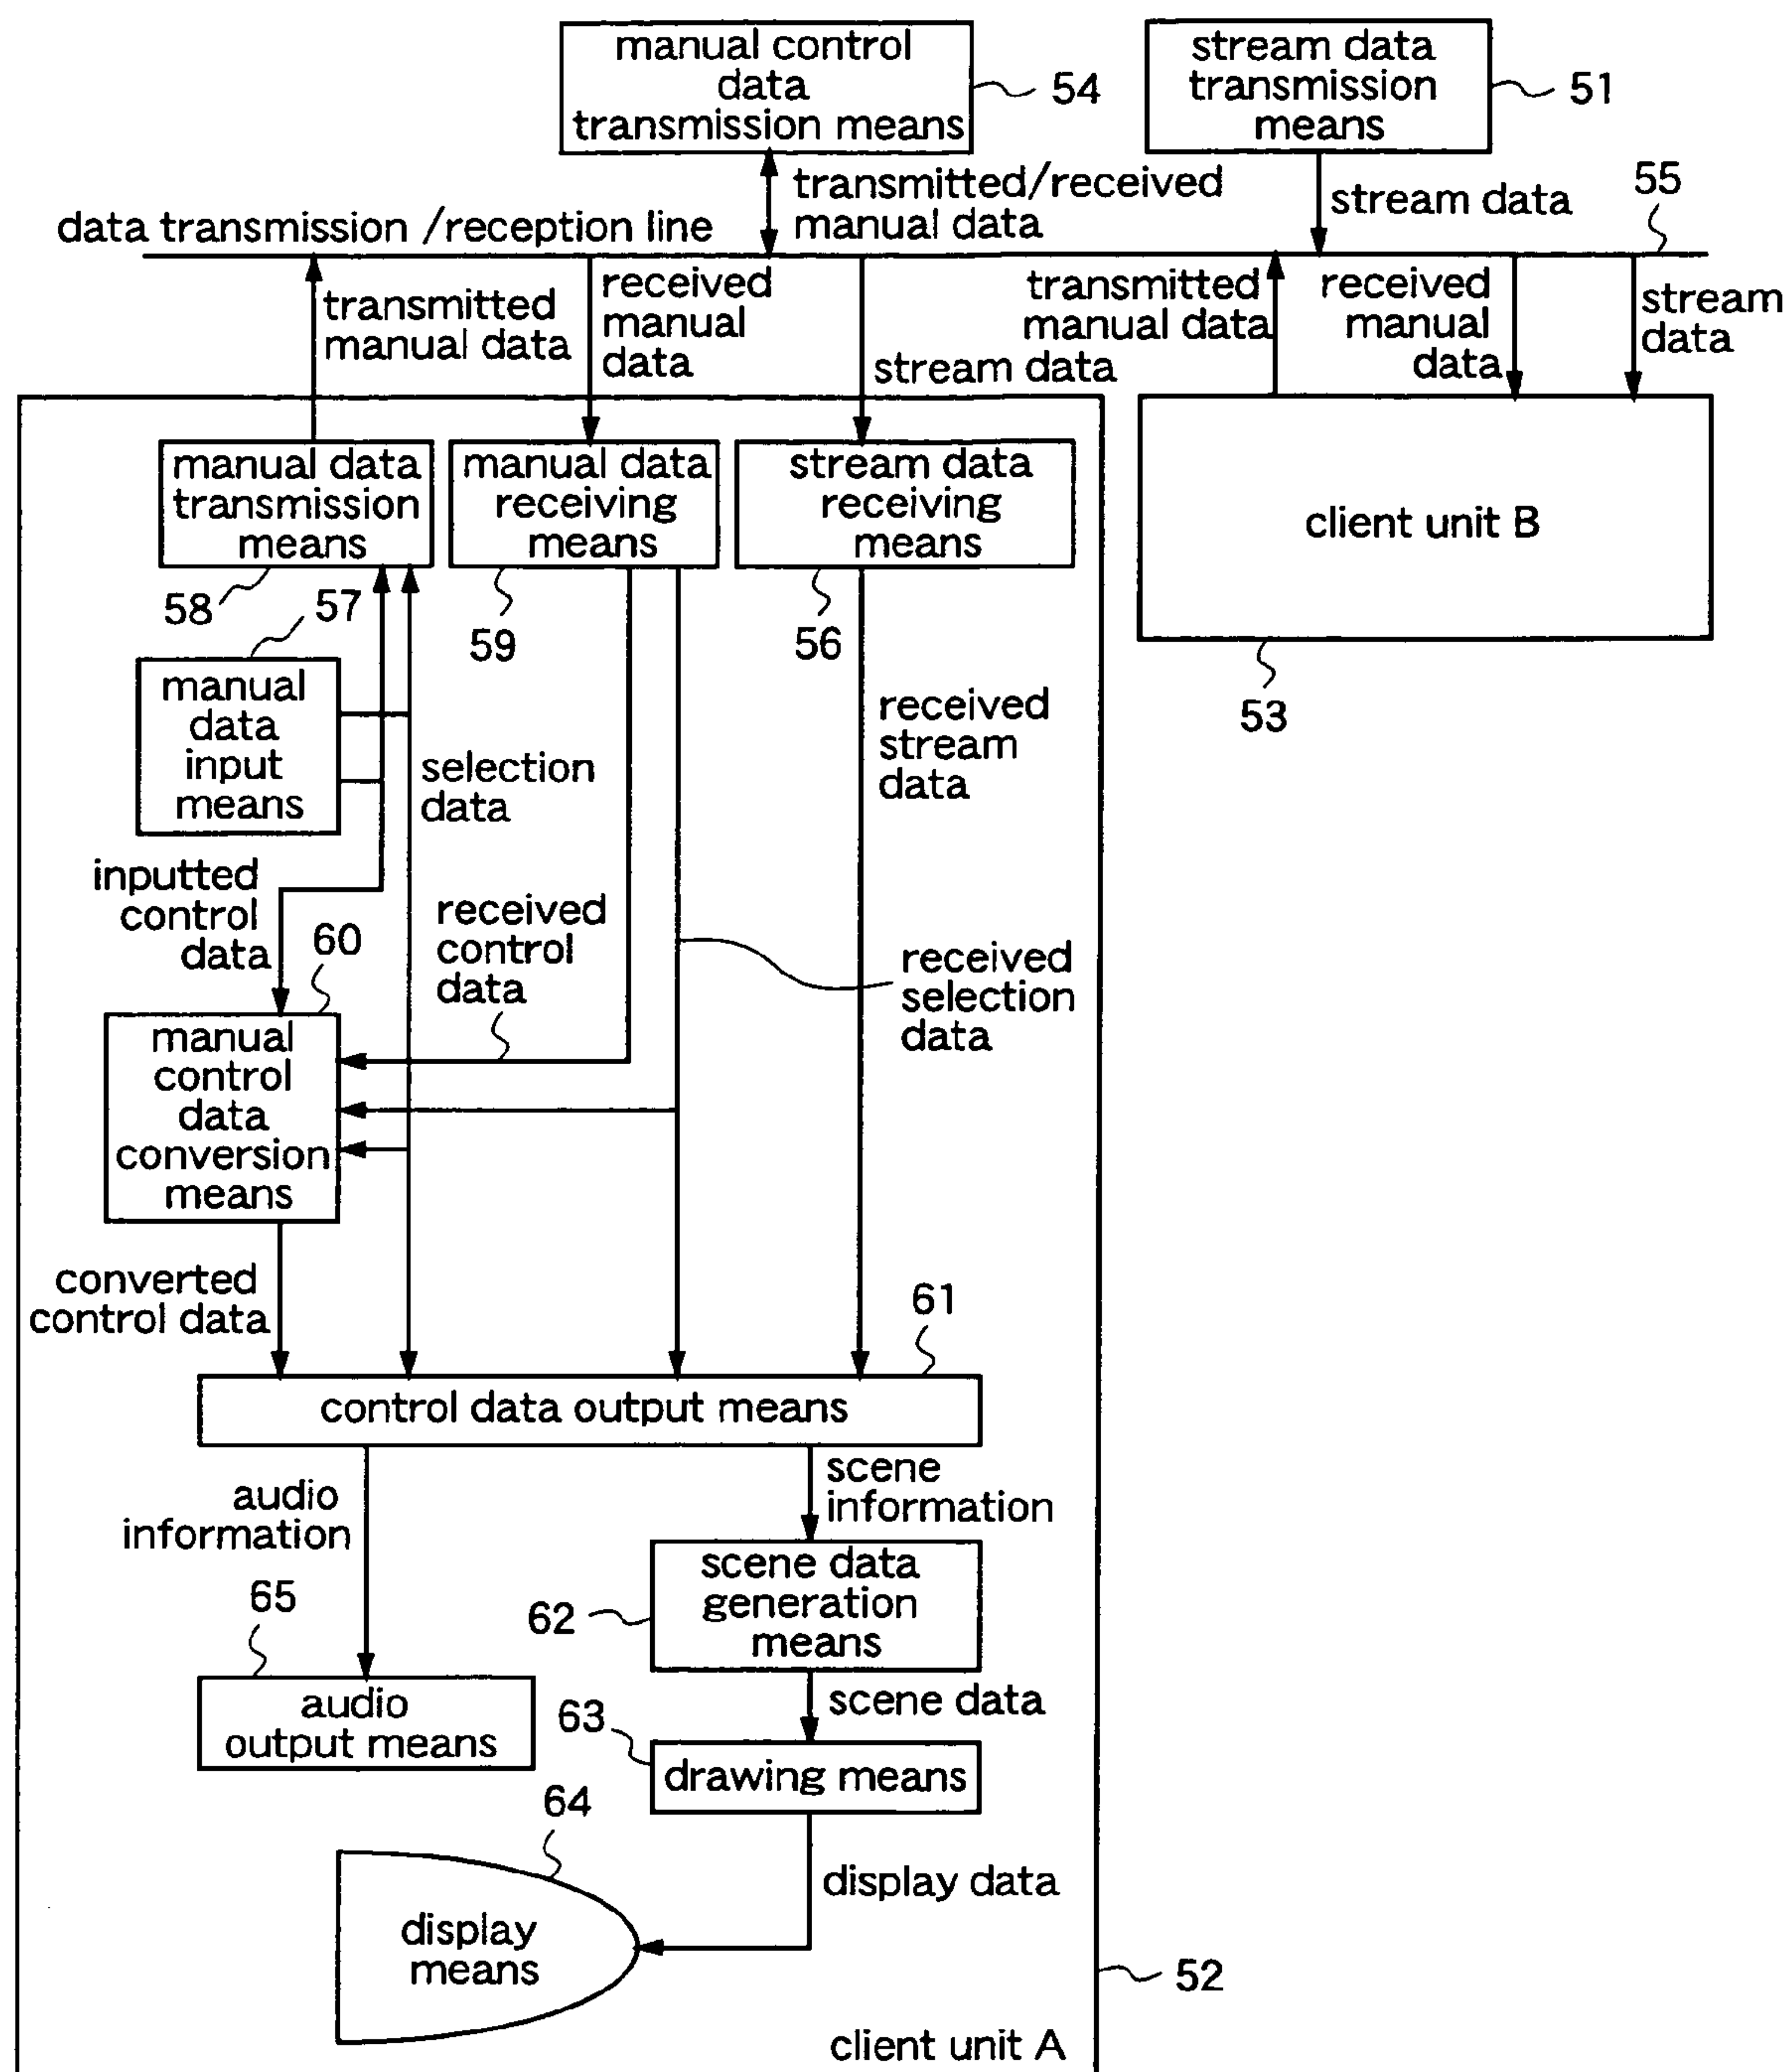 manual control
data
transmission means
54
stream data
transmission
means
51
transmitted/received
manual data
stream data
55
data transmission /reception line
transmitted
manual data
received
manual
data
stream data
transmitted
manual data
received
manual
data
stream
data
manual data
transmission
means
58
manual data
receiving
means
59
stream data
receiving
means
56
client unit B
53
57
manual
data
input
means
selection
data
received
stream
data
inputted
control
data
60
received
control
data
received
selection
data
manual
control
data
conversion
means
converted
control data
61
control data output means
audio
information
scene
information
65
audio
output means
62
scene data
generation
means
scene data
63
drawing means
64
display
means
display data
52
client unit A